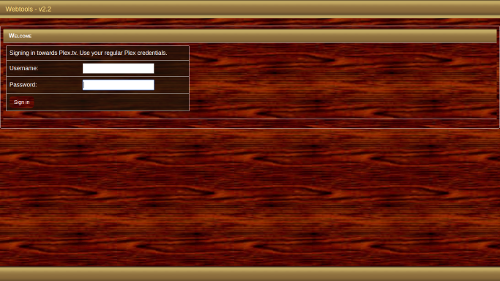 Webtools - v2.2
Welcome
Signing in towards Plex.tv. Use your regular Plex credentials.
Username:
Password:
Sign in